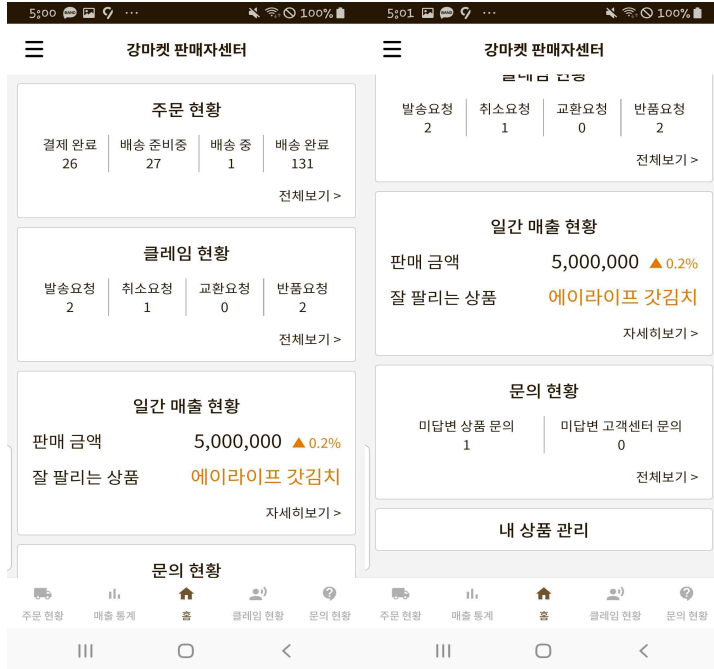 5:00 100%
강마켓 판매자센터
주문 현황
결제 완료 배송 준비중 배송 중 배송 완료
26 27 1 131
전체보기 >
클레임 현황
발송요청 취소요청 교환요청 반품요청
2 1 0 2
전체보기 >
일간 매출 현황
판매 금액 5,000,000 ▲ 0.2%
잘 팔리는 상품 에이라이프 갓김치
자세히보기 >
문의 현황
주문 현황 매출 통계 홈 클레임 현황 문의 현황
5:01 100%
강마켓 판매자센터
클레임 현황
발송요청 취소요청 교환요청 반품요청
2 1 0 2
전체보기 >
일간 매출 현황
판매 금액 5,000,000 ▲ 0.2%
잘 팔리는 상품 에이라이프 갓김치
자세히보기 >
문의 현황
미답변 상품 문의 미답변 고객센터 문의
1 0
전체보기 >
내 상품 관리
주문 현황 매출 통계 홈 클레임 현황 문의 현황